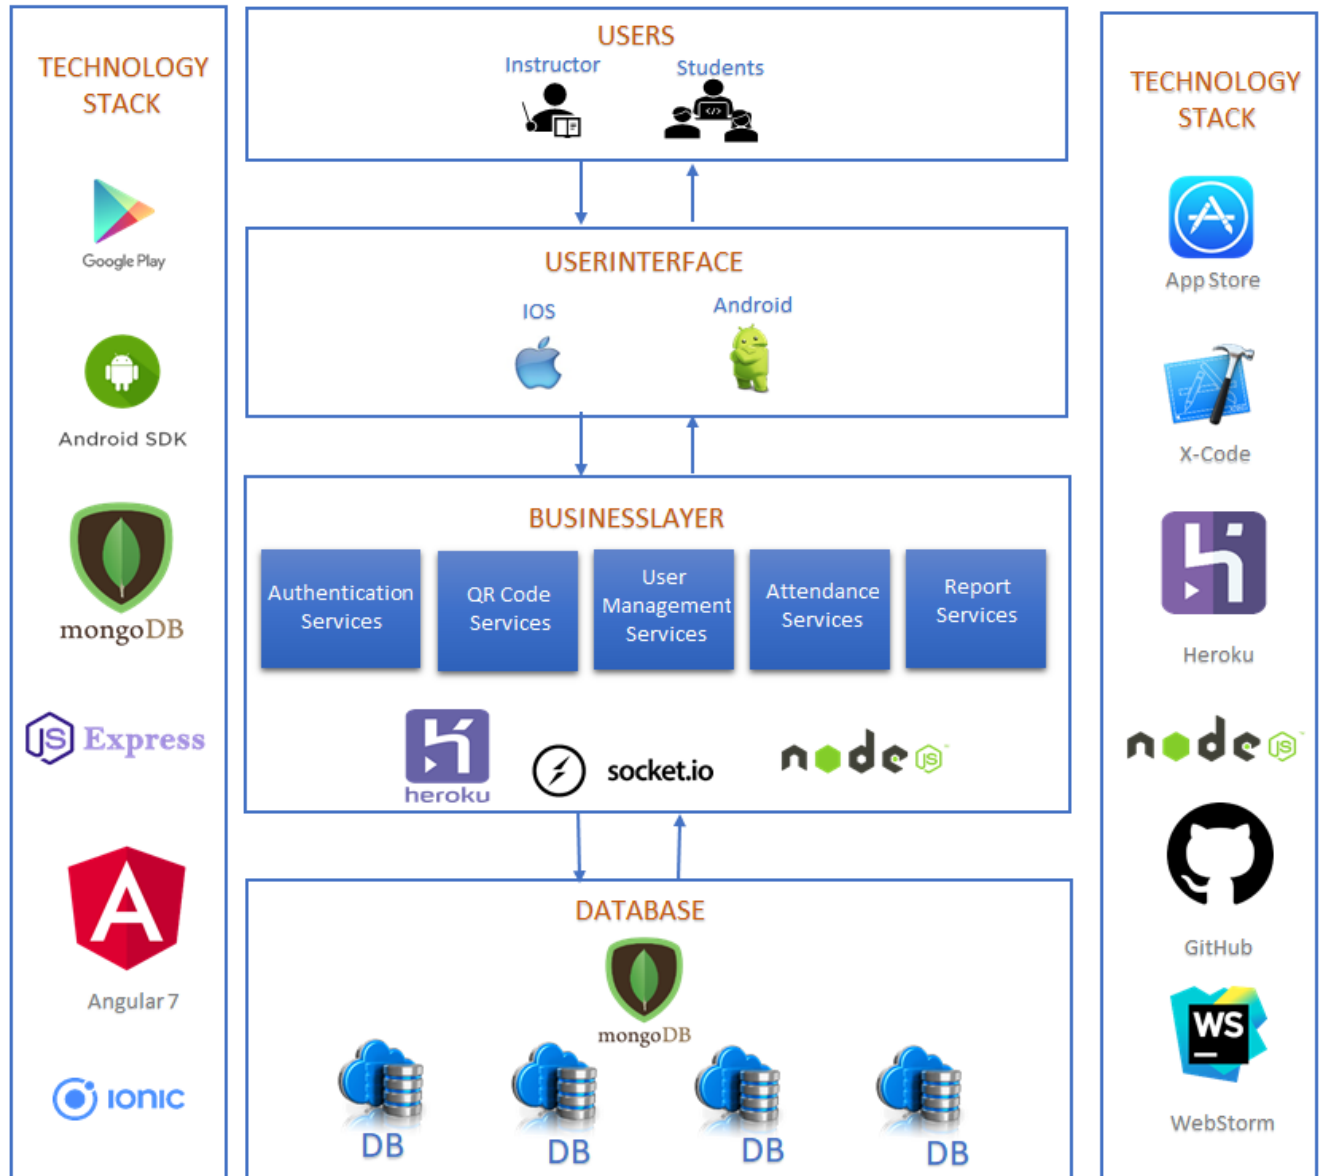 TECHNOLOGY
STACK
Google Play
Android SDK
mongoDB
JS Express
Angular 7
IONIC
USERS
Instructor
Students
</>
USERINTERFACE
IOS
Android
BUSINESSLAYER
Authentication
Services
QR Code
Services
User
Management
Services
Attendance
Services
Report
Services
heroku
socket.io
node JS
DATABASE
mongoDB
DB
DB
DB
DB
TECHNOLOGY
STACK
App Store
X-Code
Heroku
node JS
GitHub
WS
WebStorm